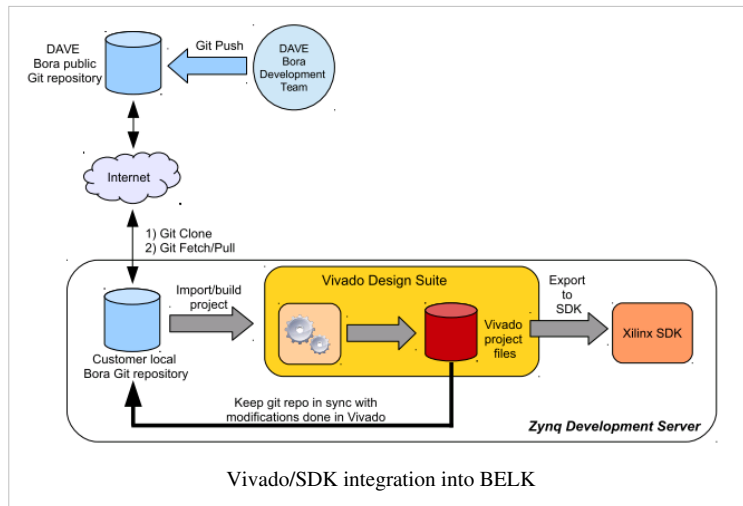 DAVE
Bora public
Git repository
Git Push
DAVE
Bora
Development
Team
Internet
1) Git Clone
2) Git Fetch/Pull
Import/build
project
Vivado Design Suite
Export
to
SDK
Vivado
project
files
Xilinx SDK
Customer local
Bora Git repository
Keep git repo in sync with
modifications done in Vivado
Zynq Development Server
Vivado/SDK integration into BELK